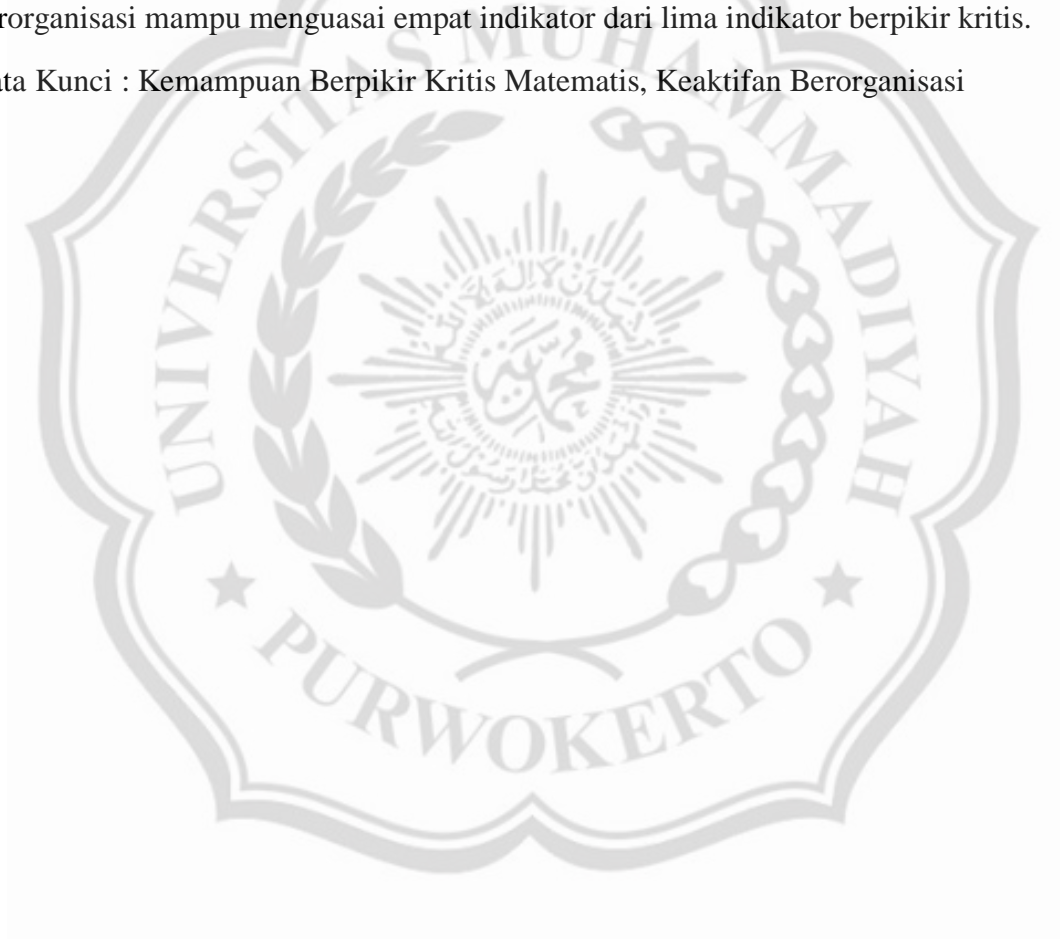 rorganisasi mampu menguasai empat indikator dari lima indikator berpikir kritis.
ata Kunci : Kemampuan Berpikir Kritis Matematis, Keaktifan Berorganisasi
UNIVERSITAS MUHAMMADIYAH
PURWOKERTO